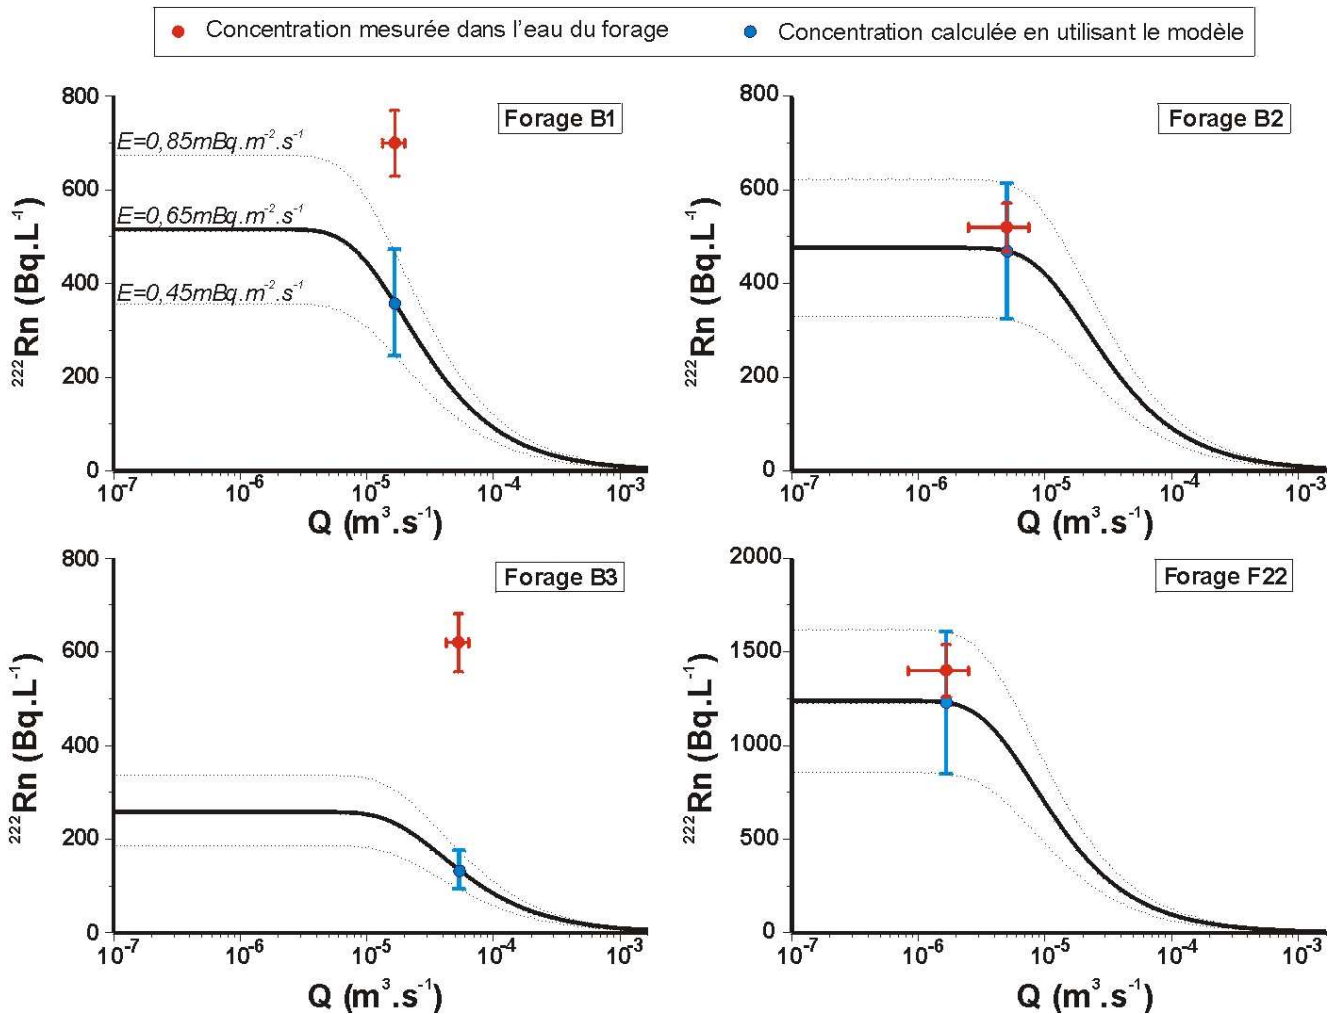 Concentration mesurée dans l'eau du forage
Concentration calculée en utilisant le modèle
Forage B1
²²²Rn (Bq.L⁻¹)
800
600
400
200
0
E=0,85mBq.m⁻².s⁻¹
E=0,65mBq.m⁻².s⁻¹
E=0,45mBq.m⁻².s⁻¹
10⁻⁷ 10⁻⁶ 10⁻⁵ 10⁻⁴ 10⁻³
Q (m³.s⁻¹)
Forage B2
²²²Rn (Bq.L⁻¹)
800
600
400
200
0
10⁻⁷ 10⁻⁶ 10⁻⁵ 10⁻⁴ 10⁻³
Q (m³.s⁻¹)
Forage B3
²²²Rn (Bq.L⁻¹)
800
600
400
200
0
10⁻⁷ 10⁻⁶ 10⁻⁵ 10⁻⁴ 10⁻³
Q (m³.s⁻¹)
Forage F22
²²²Rn (Bq.L⁻¹)
2000
1500
1000
500
0
10⁻⁷ 10⁻⁶ 10⁻⁵ 10⁻⁴ 10⁻³
Q (m³.s⁻¹)